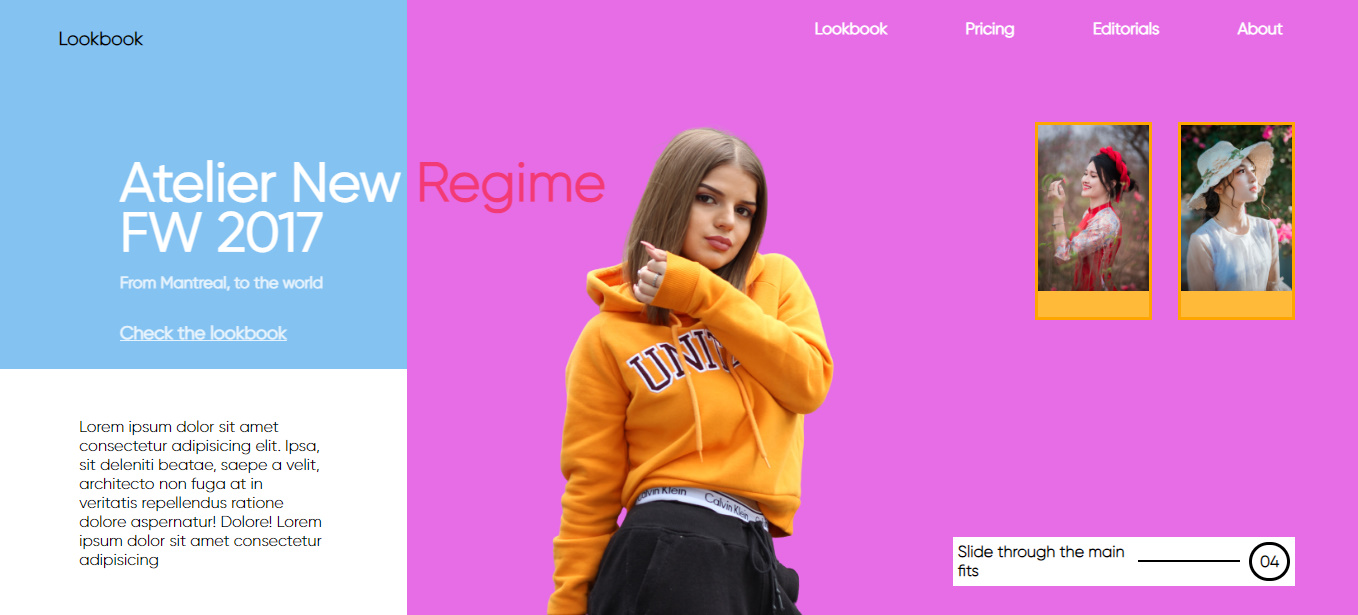 Lookbook
Lookbook Pricing Editorials About
Atelier New Regime
FW 2017
From Mantreal, to the world
Check the lookbook
UNIT
Calvin Klein
Calvin Klein
Lorem ipsum dolor sit amet
consectetur adipisicing elit. Ipsa,
sit deleniti beatae, saepe a velit,
architecto non fuga at in
veritatis repellendus ratione
dolore aspernatur! Dolore! Lorem
ipsum dolor sit amet consectetur
adipisicing
Slide through the main
fits
04